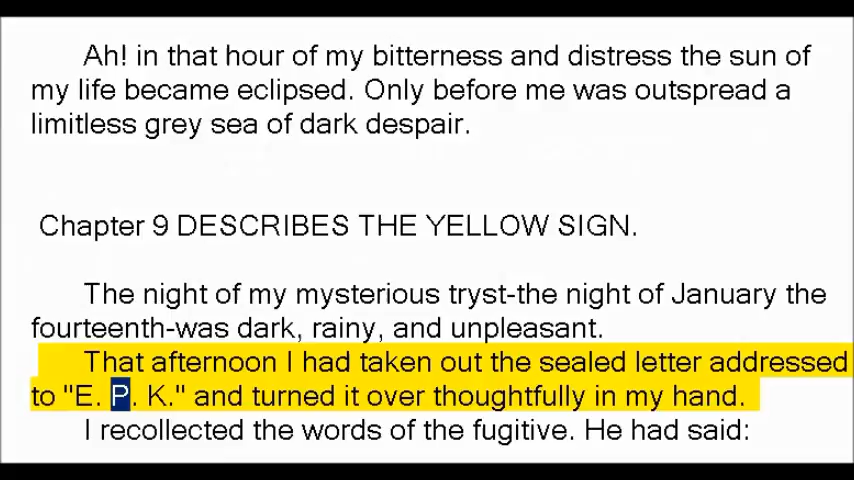 Ah! in that hour of my bitterness and distress the sun of
my life became eclipsed. Only before me was outspread a
limitless grey sea of dark despair.
Chapter 9 DESCRIBES THE YELLOW SIGN.
The night of my mysterious tryst-the night of January the
fourteenth-was dark, rainy, and unpleasant.
That afternoon I had taken out the sealed letter addressed
to "E. P. K." and turned it over thoughtfully in my hand.
I recollected the words of the fugitive. He had said: